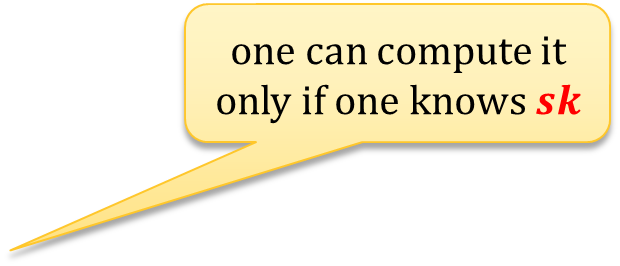 one can compute it
only if one knows sk